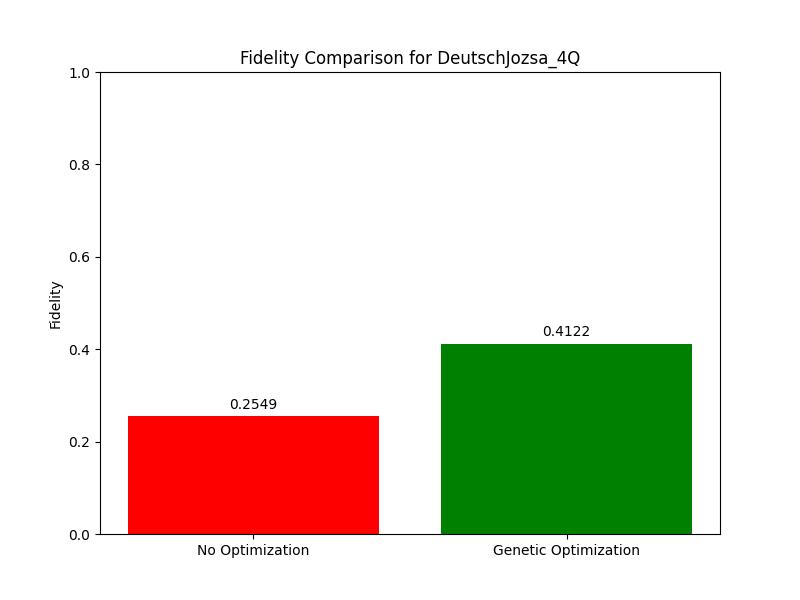 Fidelity Comparison for DeutschJozsa_4Q
1.0
0.8
0.6
0.4
0.2
0.0
Fidelity
0.2549
0.4122
No Optimization
Genetic Optimization